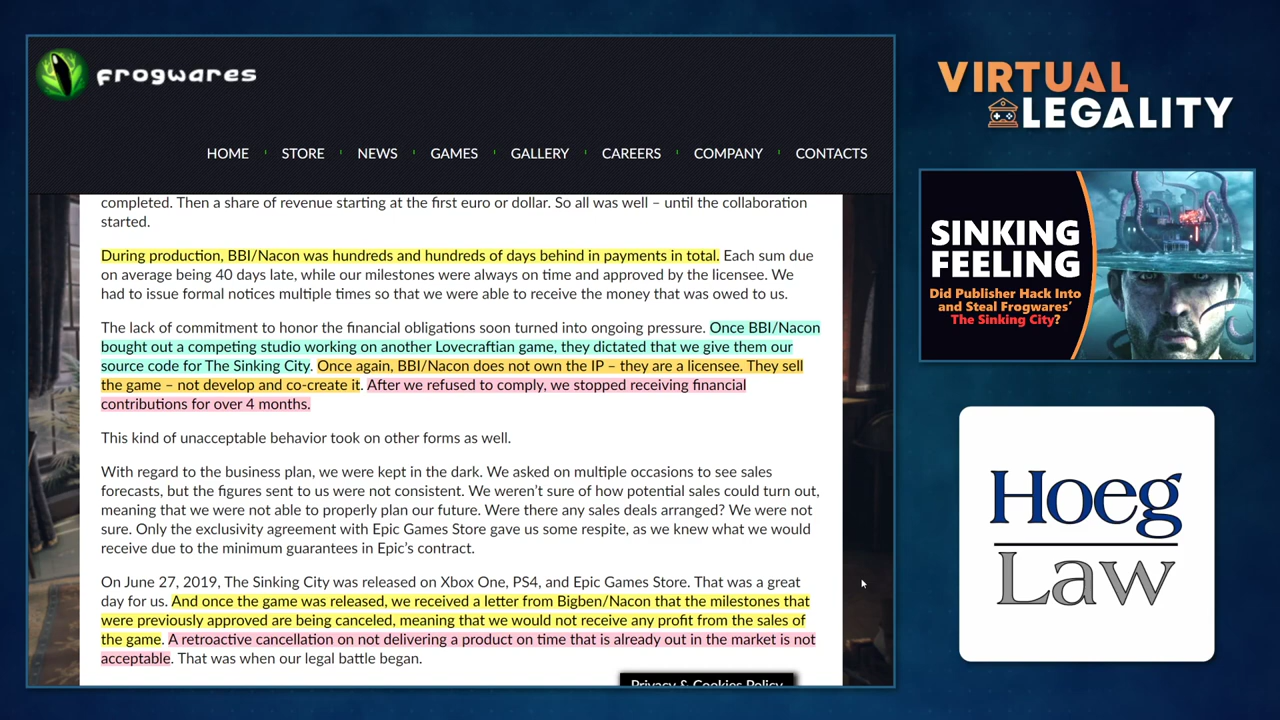 frogwares
HOME STORE NEWS GAMES GALLERY CAREERS COMPANY CONTACTS
completed. Then a share of revenue starting at the first euro or dollar. So all was well – until the collaboration
started.
During production, BBI/Nacon was hundreds and hundreds of days behind in payments in total. Each sum due
on average being 40 days late, while our milestones were always on time and approved by the licensee. We
had to issue formal notices multiple times so that we were able to receive the money that was owed to us.
The lack of commitment to honor the financial obligations soon turned into ongoing pressure. Once BBI/Nacon
bought out a competing studio working on another Lovecraftian game, they dictated that we give them our
source code for The Sinking City. Once again, BBI/Nacon does not own the IP – they are a licensee. They sell
the game – not develop and co-create it. After we refused to comply, we stopped receiving financial
contributions for over 4 months.
This kind of unacceptable behavior took on other forms as well.
With regard to the business plan, we were kept in the dark. We asked on multiple occasions to see sales
forecasts, but the figures sent to us were not consistent. We weren't sure of how potential sales could turn out,
meaning that we were not able to properly plan our future. Were there any sales deals arranged? We were not
sure. Only the exclusivity agreement with Epic Games Store gave us some respite, as we knew what we would
receive due to the minimum guarantees in Epic's contract.
On June 27, 2019, The Sinking City was released on Xbox One, PS4, and Epic Games Store. That was a great
day for us. And once the game was released, we received a letter from Bigben/Nacon that the milestones that
were previously approved are being canceled, meaning that we would not receive any profit from the sales of
the game. A retroactive cancellation on not delivering a product on time that is already out in the market is not
acceptable. That was when our legal battle began.
Privacy & Cookies Policy
VIRTUAL
LEGALITY
SINKING
FEELING
Did Publisher Hack Into
and Steal Frogwares'
The Sinking City?
Hoeg
Law